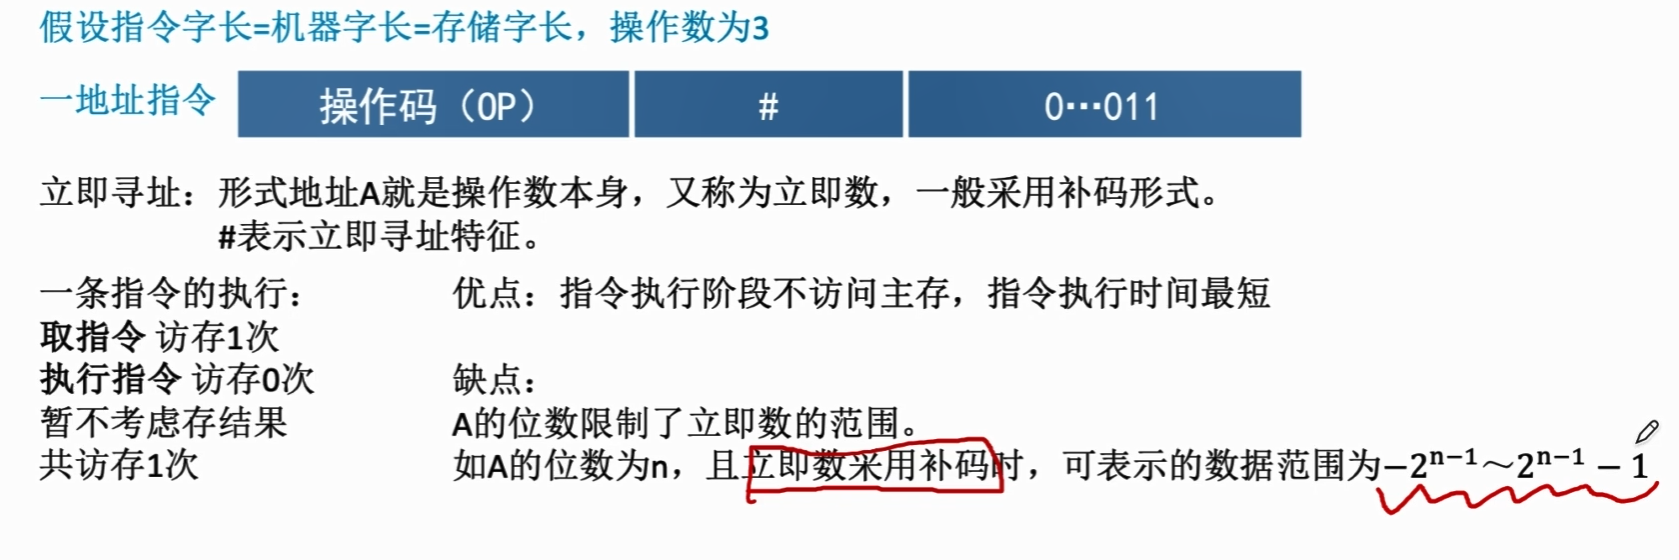 假设指令字长=机器字长=存储字长，操作数为3
一地址指令 操作码（OP） # 0···011
立即寻址：形式地址A就是操作数本身，又称为立即数，一般采用补码形式。
#表示立即寻址特征。
一条指令的执行： 优点：指令执行阶段不访问主存，指令执行时间最短
取指令 访存1次
执行指令 访存0次 缺点：
暂不考虑存结果 A的位数限制了立即数的范围。
共访存1次 如A的位数为n，且立即数采用补码时，可表示的数据范围为−2ⁿ⁻¹～2ⁿ⁻¹ − 1